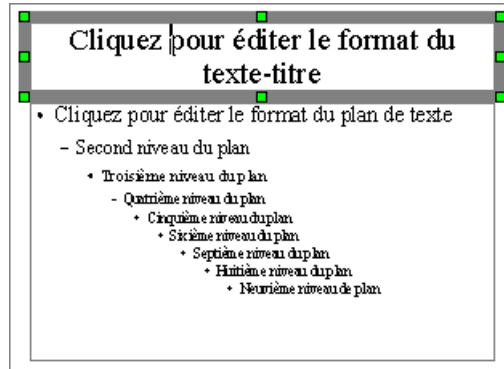 Cliquez pour éditer le format du
texte-titre
• Cliquez pour éditer le format du plan de texte
– Second niveau du plan
• Troisième niveau du plan
– Quatrième niveau du plan
• Cinquième niveau du plan
• Sixième niveau du plan
• Septième niveau du plan
• Huitième niveau du plan
• Neuvième niveau de plan